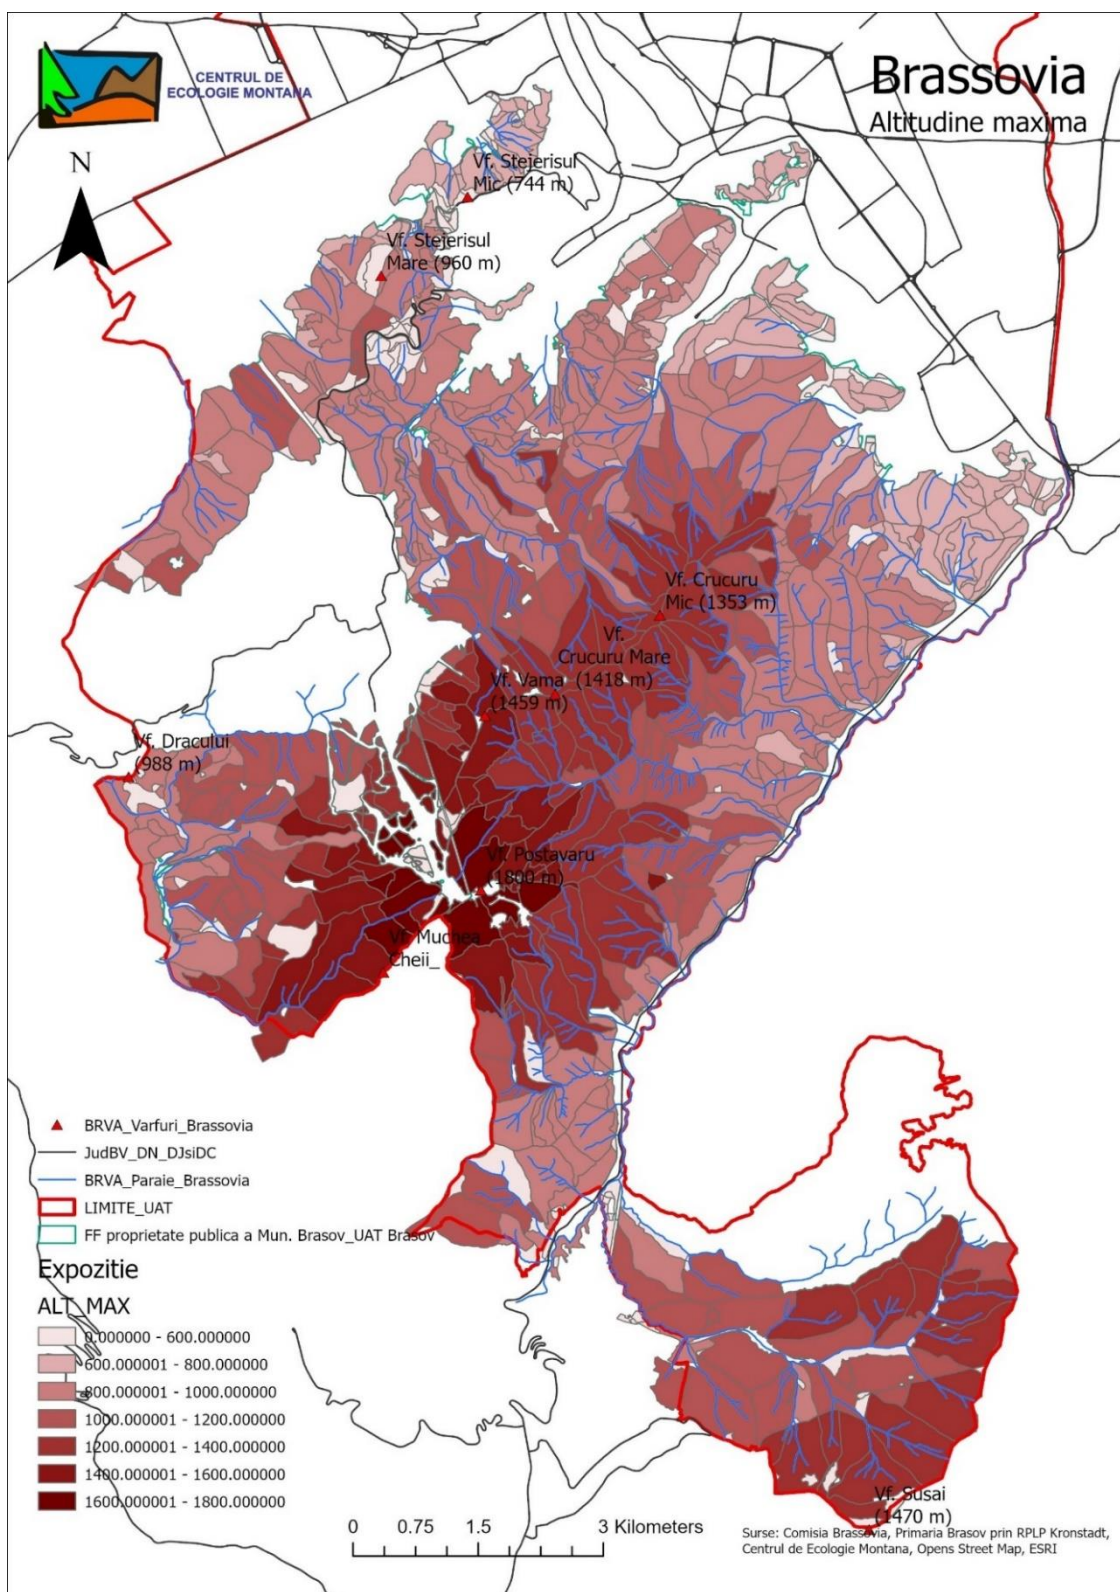 CENTRUL DE
ECOLOGIE MONTANA
Brassovia
Altitudine maxima
N
Vf. Stejerisul
Mic (744 m)
Vf. Stejerisul
Mare (960 m)
Vf. Crucuru
Mic (1353 m)
Vf.
Crucuru Mare
(1418 m)
Vf. Vama
(1459 m)
Vf. Dracului
(988 m)
Vf. Postavaru
(1800 m)
Vf. Muchea
Cheii_
BRVA_Varfuri_Brassovia
JudBV_DN_DJsiDC
BRVA_Paraie_Brassovia
LIMITE_UAT
FF proprietate publica a Mun. Brasov_UAT Brasov
Expozitie
ALT_MAX
0.000000 - 600.000000
600.000001 - 800.000000
800.000001 - 1000.000000
1000.000001 - 1200.000000
1200.000001 - 1400.000000
1400.000001 - 1600.000000
1600.000001 - 1800.000000
Vf. Susai
(1470 m)
0 0.75 1.5 3 Kilometers
Surse: Comisia Brassovia, Primaria Brasov prin RPLP Kronstadt,
Centrul de Ecologie Montana, Opens Street Map, ESRI